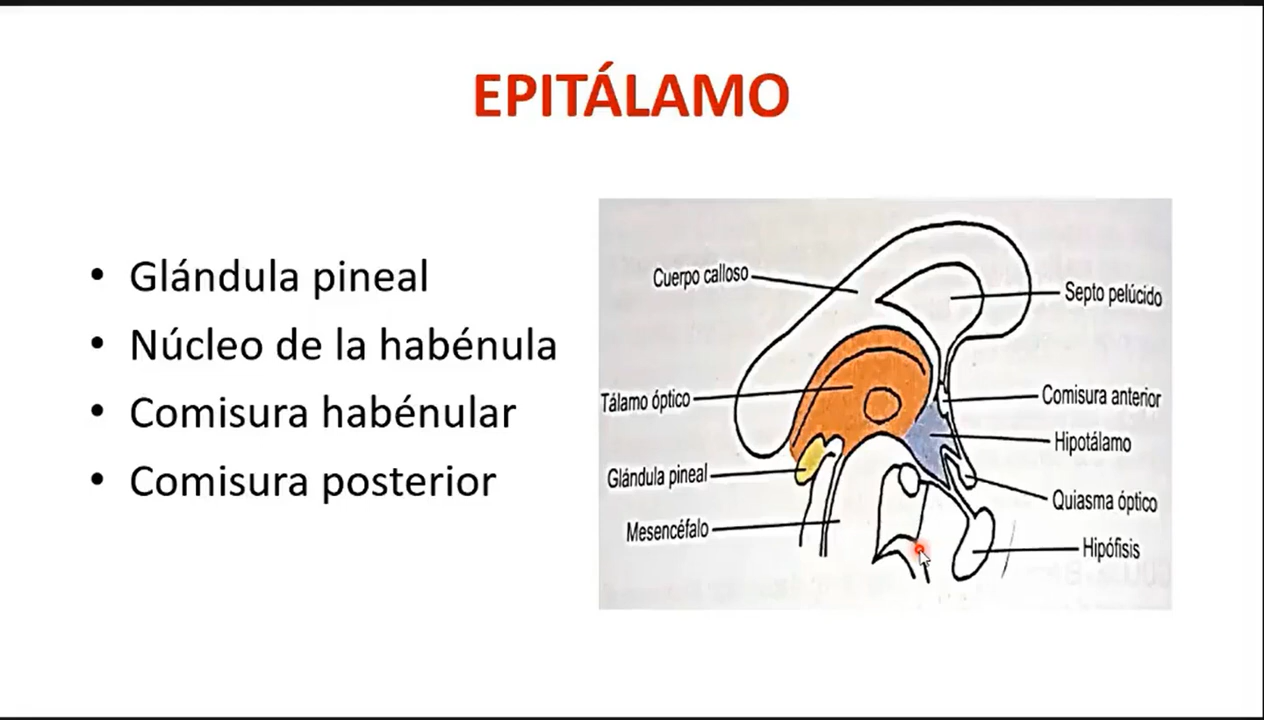 EPITÁLAMO
• Glándula pineal
• Núcleo de la habénula
• Comisura habénular
• Comisura posterior
Cuerpo calloso
Septo pelúcido
Tálamo óptico
Comisura anterior
Hipotálamo
Glándula pineal
Quiasma óptico
Mesencéfalo
Hipófisis